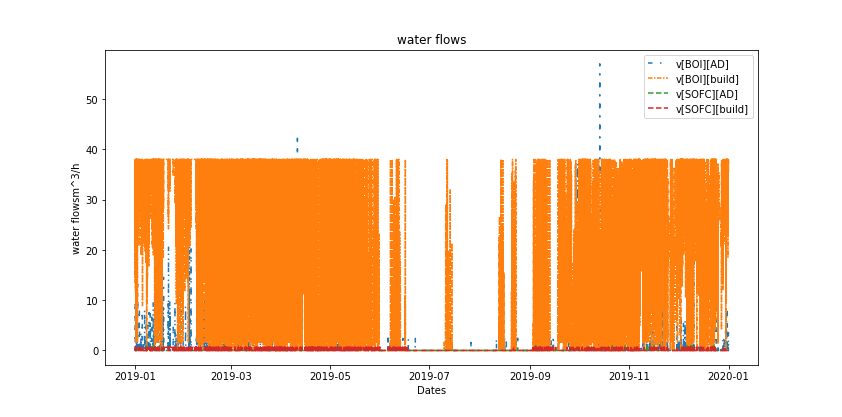 water flows
v[BOI][AD]
v[BOI][build]
v[SOFC][AD]
v[SOFC][build]
water flowsm^3/h
50
40
30
20
10
0
2019-01 2019-03 2019-05 2019-07 2019-09 2019-11 2020-01
Dates